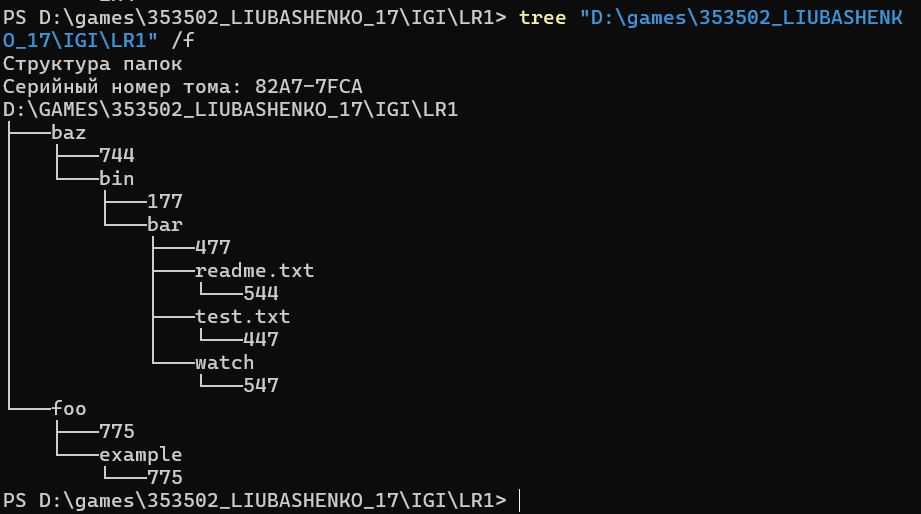 PS D:\games\353502_LIUBASHENKO_17\IGI\LR1> tree "D:\games\353502_LIUBASHENK
O_17\IGI\LR1" /f
Структура папок
Серийный номер тома: 82A7-7FCA
D:\GAMES\353502_LIUBASHENKO_17\IGI\LR1
├───baz
│   ├───744
│   └───bin
│       ├───177
│       └───bar
│           ├───477
│           ├───readme.txt
│           │   └───544
│           ├───test.txt
│           │   └───447
│           └───watch
│               └───547
└───foo
    ├───775
    └───example
        └───775
PS D:\games\353502_LIUBASHENKO_17\IGI\LR1>